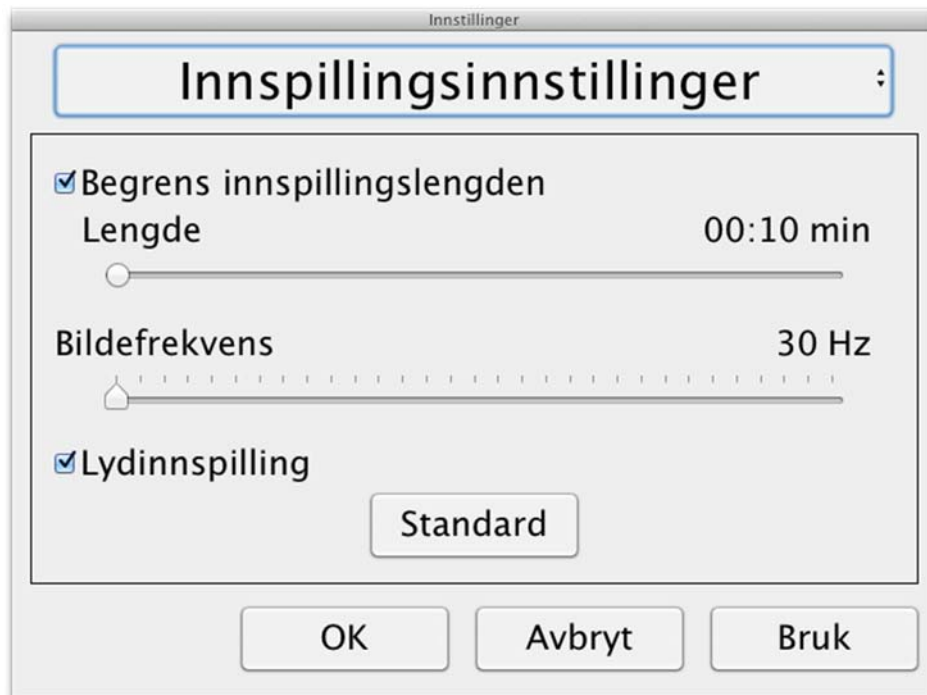 Innstillinger
Innspillingsinnstillinger
Begrens innspillingslengden
Lengde 00:10 min
Bildefrekvens 30 Hz
Lydinnspilling
Standard
OK Avbryt Bruk